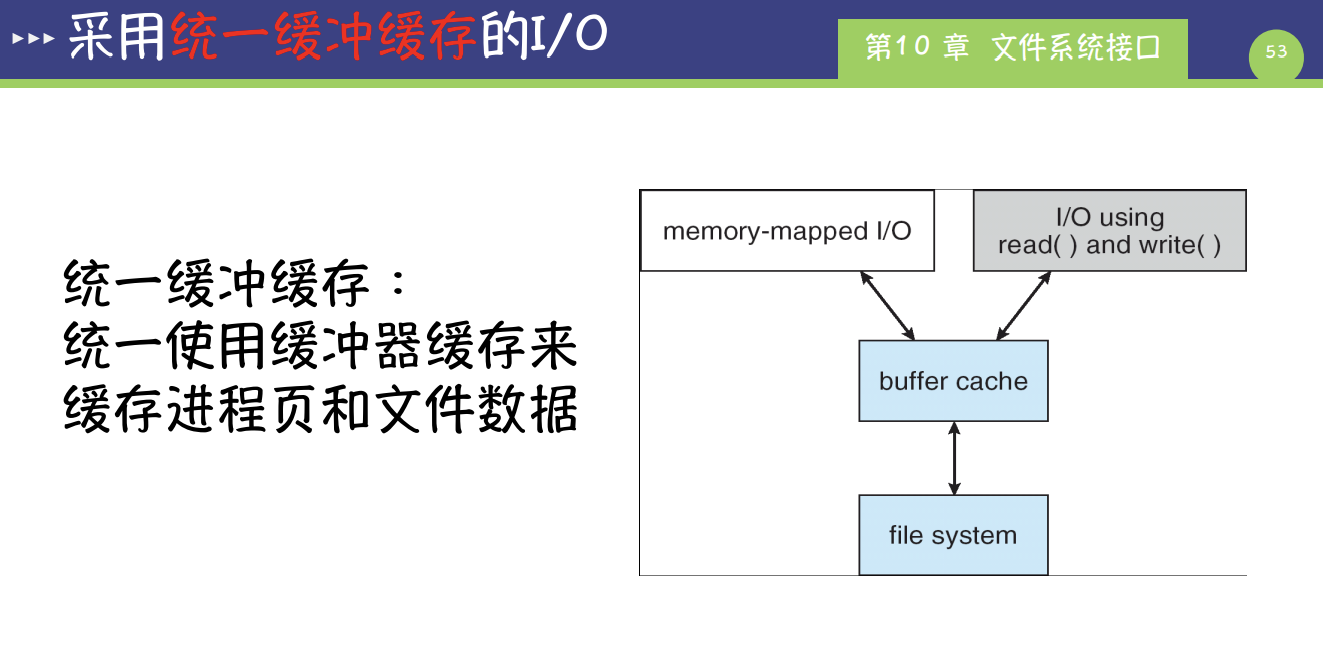 采用统一缓冲缓存的I/O
第10 章 文件系统接口
53
统一缓冲缓存：
统一使用缓冲器缓存来
缓存进程页和文件数据
memory-mapped I/O
I/O using
read( ) and write( )
buffer cache
file system